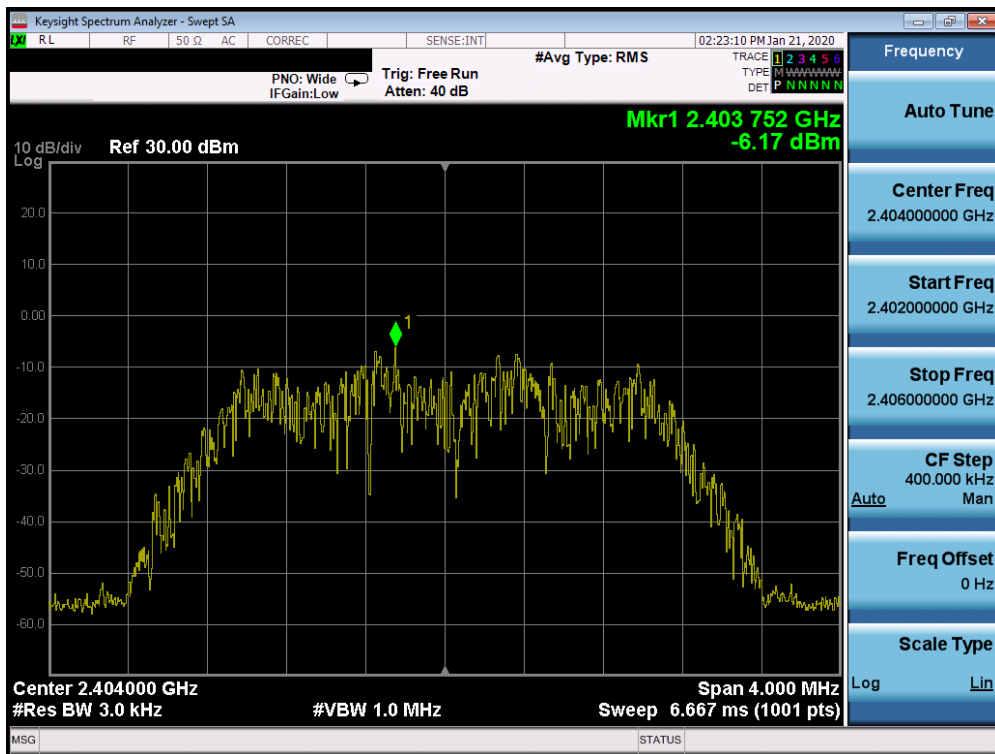 Keysight Spectrum Analyzer - Swept SA
LXI RL RF 50 Ω AC CORREC SENSE:INT 02:23:10 PM Jan 21, 2020
#Avg Type: RMS TRACE 1 2 3 4 5 6
PNO: Wide Trig: Free Run TYPE M WWWWW
IFGain:Low Atten: 40 dB DET P N N N N N
Mkr1 2.403 752 GHz
-6.17 dBm
10 dB/div Ref 30.00 dBm
Log
20.0
10.0
0.00
1
-10.0
-20.0
-30.0
-40.0
-50.0
-60.0
Center 2.404000 GHz Span 4.000 MHz
#Res BW 3.0 kHz #VBW 1.0 MHz Sweep 6.667 ms (1001 pts)
MSG STATUS
Frequency
Auto Tune
Center Freq
2.404000000 GHz
Start Freq
2.402000000 GHz
Stop Freq
2.406000000 GHz
CF Step
400.000 kHz
Auto Man
Freq Offset
0 Hz
Scale Type
Log Lin